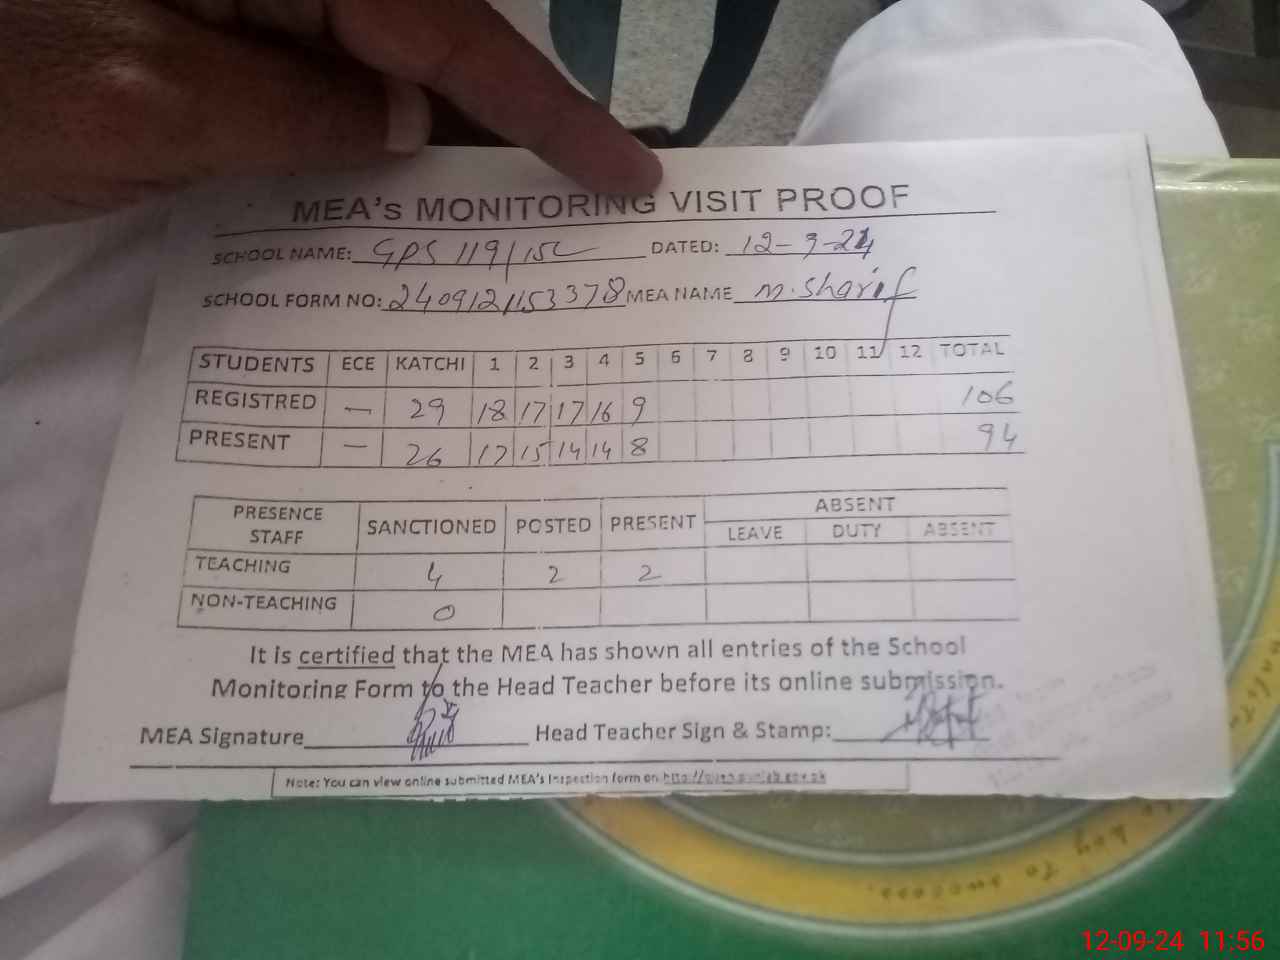 MEA's MONITORING VISIT PROOF
SCHOOL NAME: GPS 119/15L DATED: 12-9-24
SCHOOL FORM NO: 2409121153378 MEA NAME M. Sharif
STUDENTS ECE KATCHI 1 2 3 4 5 6 7 8 9 10 11 12 TOTAL
REGISTRED — 29 18 17 17 16 9 106
PRESENT — 26 17 15 14 14 8 94
PRESENCE STAFF SANCTIONED POSTED PRESENT ABSENT
LEAVE DUTY ABSENT
TEACHING 4 2 2
NON-TEACHING 0
It is certified that the MEA has shown all entries of the School
Monitoring Form to the Head Teacher before its online submission.
MEA Signature Head Teacher Sign & Stamp:
Note: You can view online submitted MEA's Inspection form on
key To success.
12-09-24 11:56